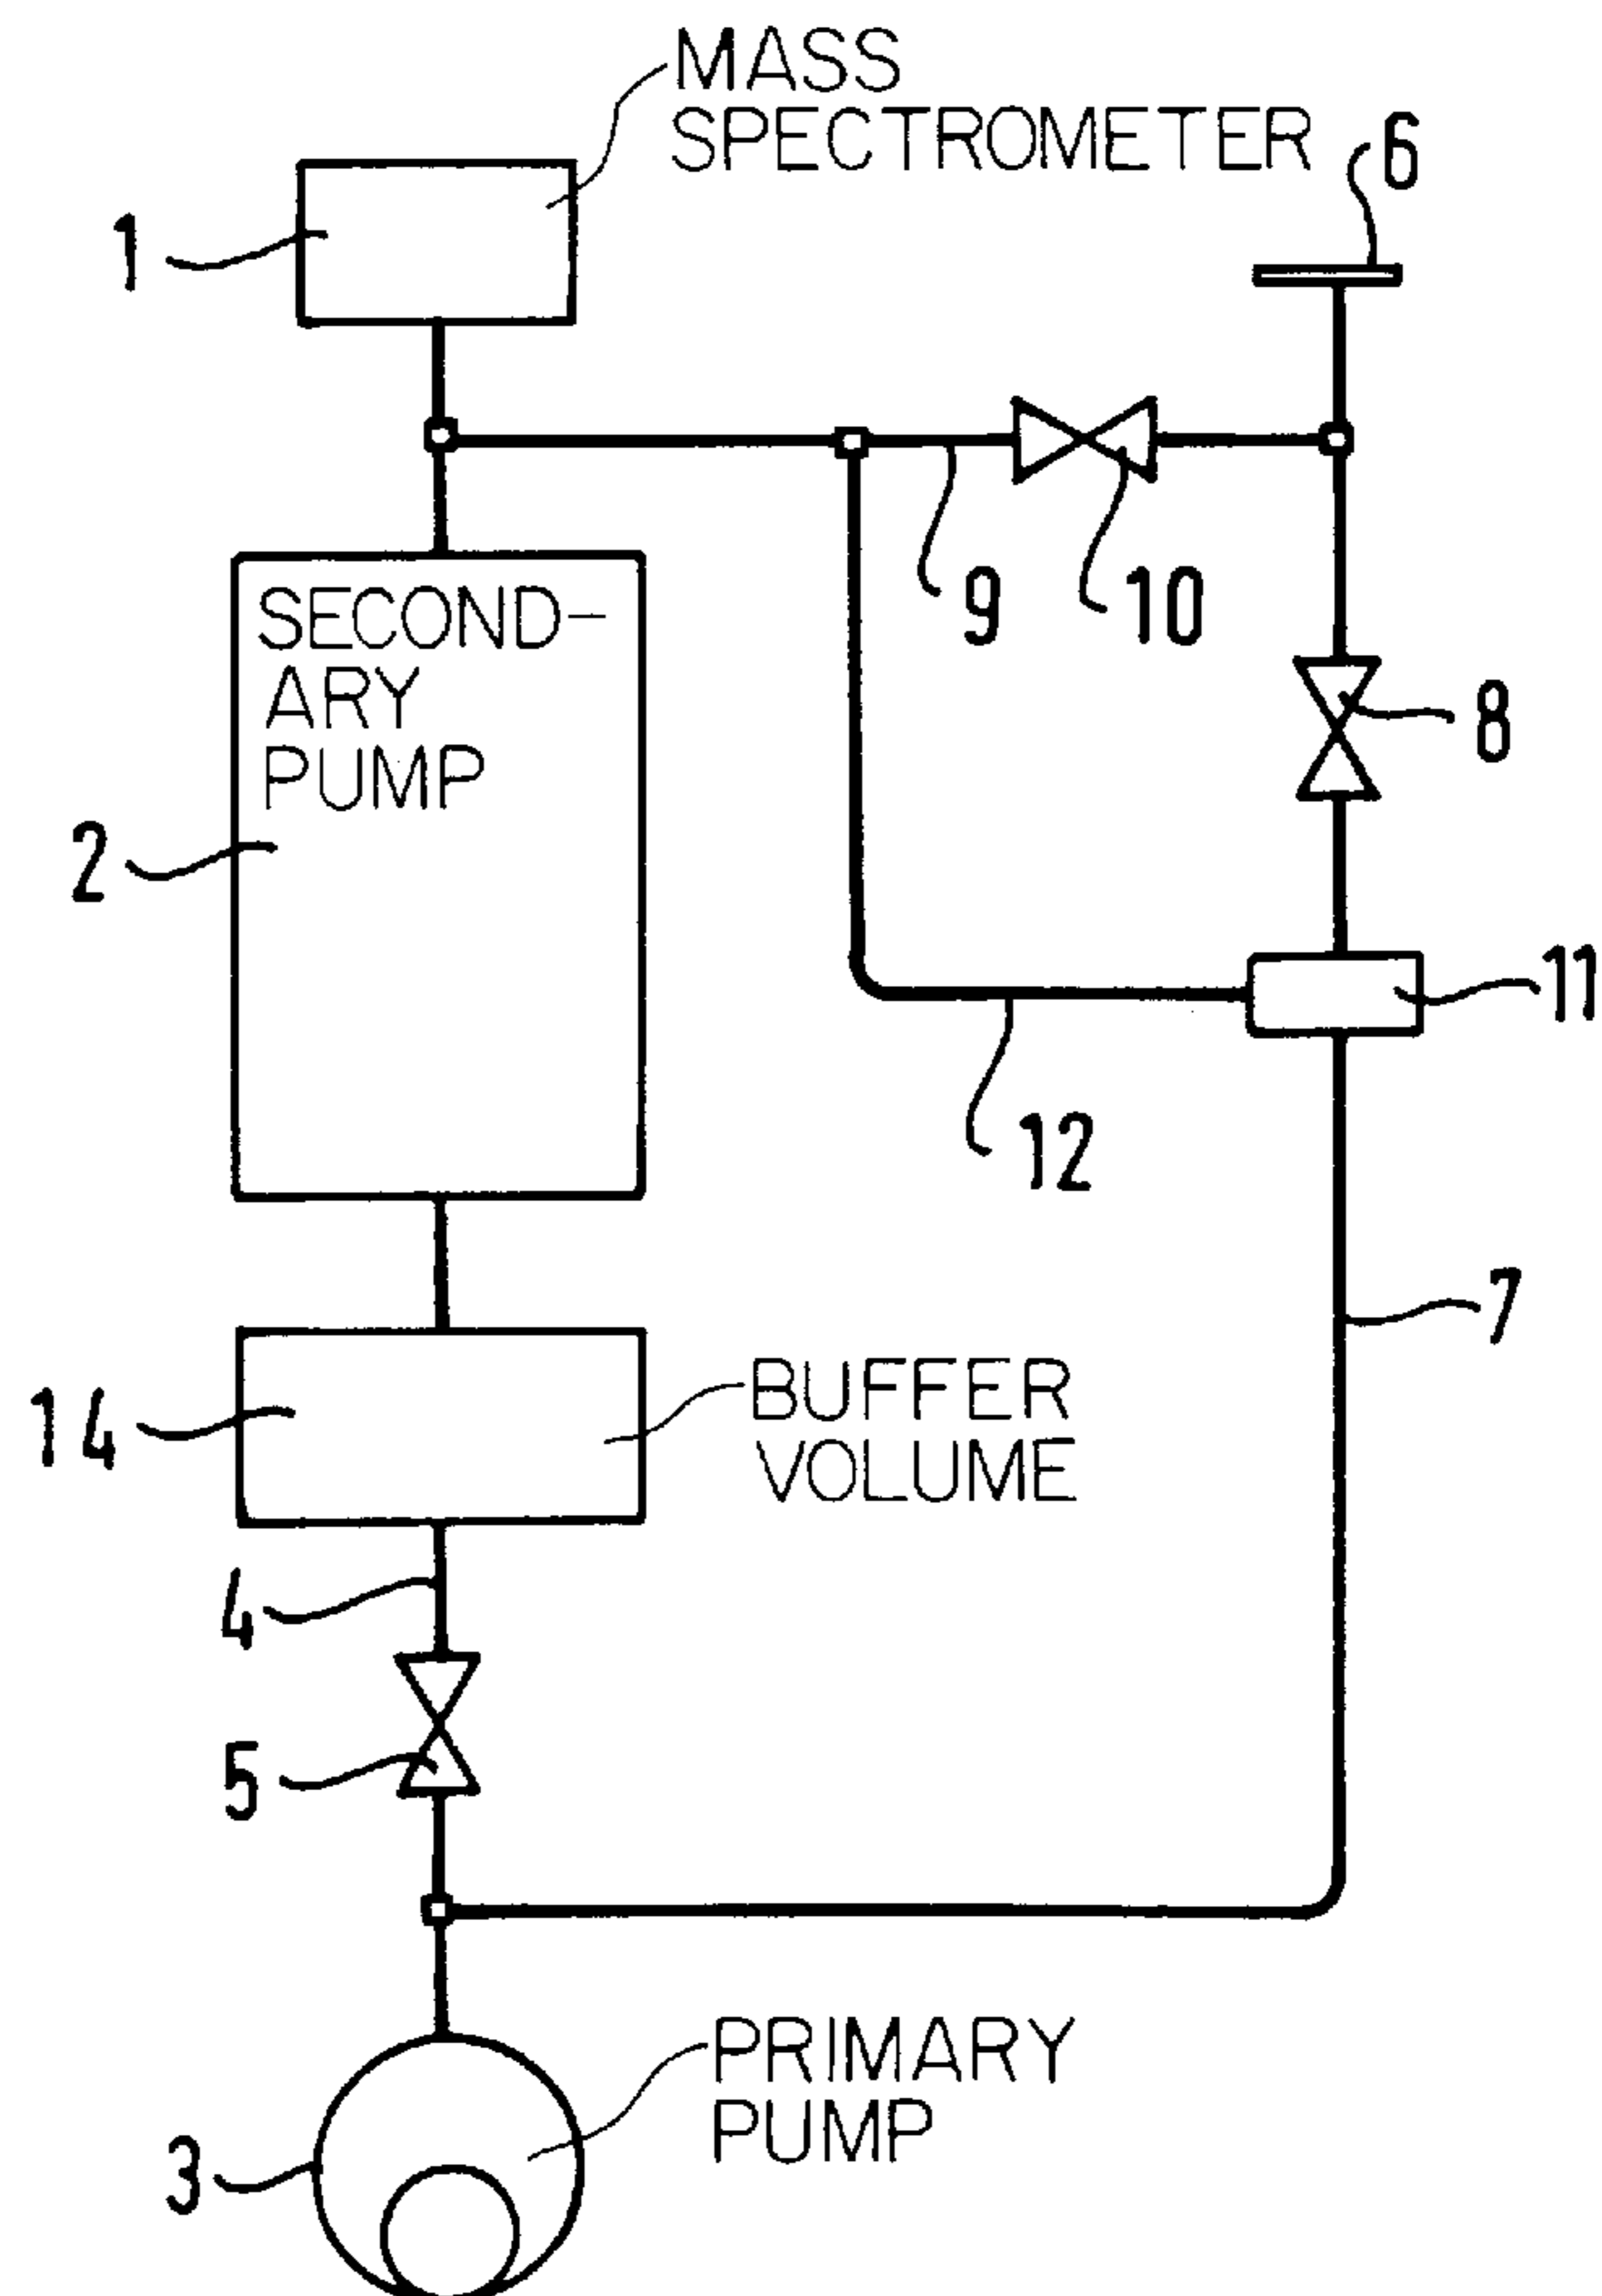 MASS
SPECTROMETER
6
1
SECOND-
ARY
PUMP
9
10
8
2
11
12
7
14
BUFFER
VOLUME
4
5
PRIMARY
PUMP
3